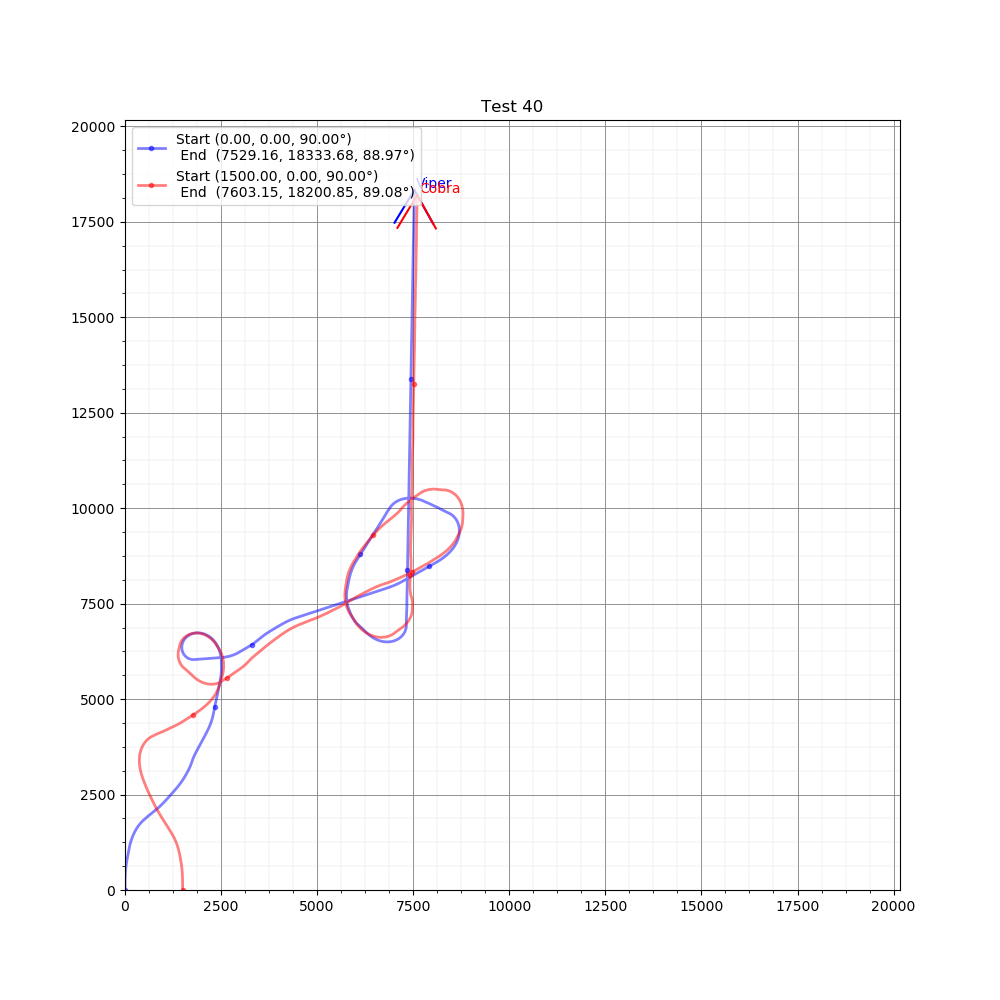 Test 40
20000
17500
15000
12500
10000
7500
5000
2500
0
Start (0.00, 0.00, 90.00°)
End  (7529.16, 18333.68, 88.97°)
Start (1500.00, 0.00, 90.00°)
End  (7603.15, 18200.85, 89.08°)
Viper
Cobra
0
2500
5000
7500
10000
12500
15000
17500
20000